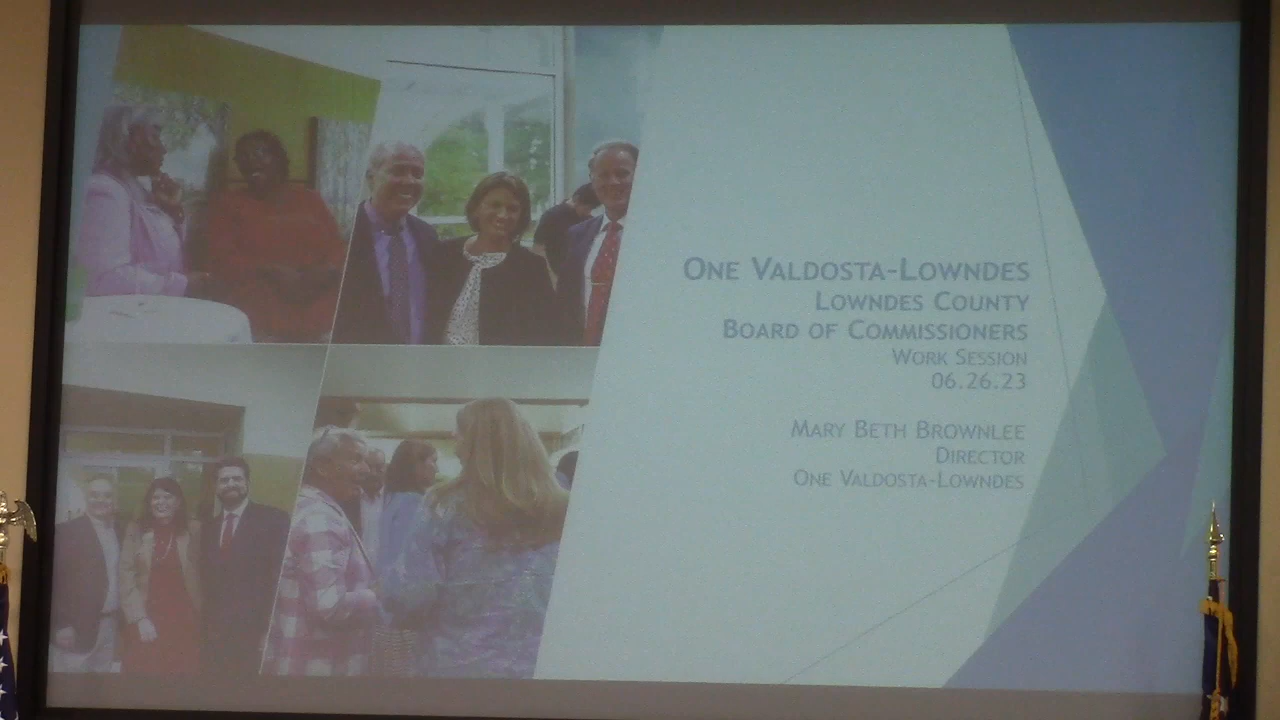 One Valdosta-Lowndes
Lowndes County
Board of Commissioners
Work Session
06.26.23
Mary Beth Brownlee
Director
One Valdosta-Lowndes